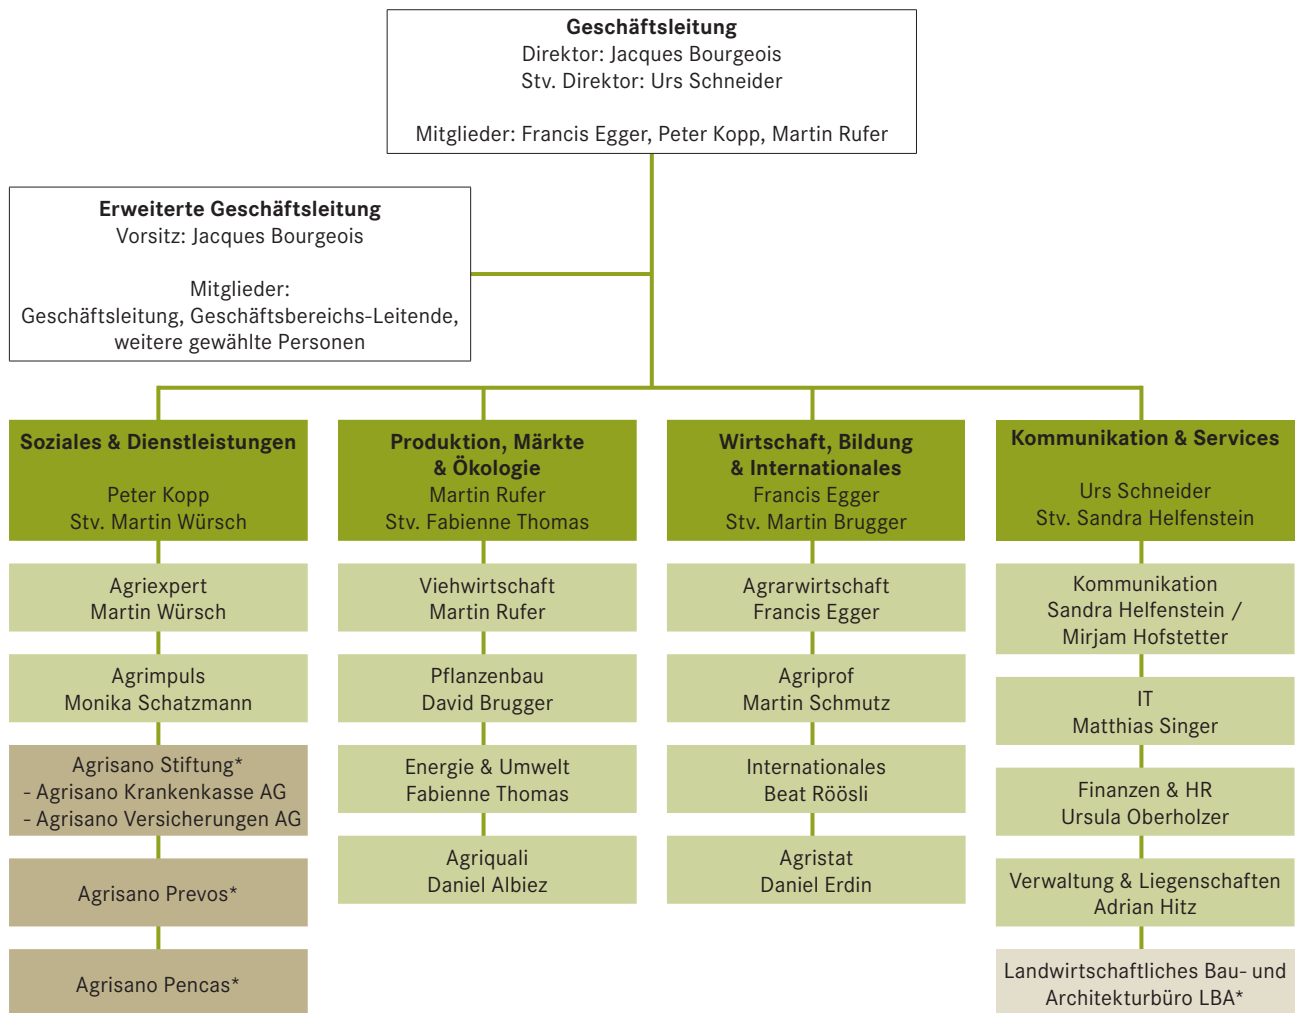 Geschäftsleitung
Direktor: Jacques Bourgeois
Stv. Direktor: Urs Schneider
Mitglieder: Francis Egger, Peter Kopp, Martin Rufer
Erweiterte Geschäftsleitung
Vorsitz: Jacques Bourgeois
Mitglieder:
Geschäftsleitung, Geschäftsbereichs-Leitende,
weitere gewählte Personen
Soziales & Dienstleistungen
Peter Kopp
Stv. Martin Würsch
Agriexpert
Martin Würsch
Agrimpuls
Monika Schatzmann
Agrisano Stiftung*
- Agrisano Krankenkasse AG
- Agrisano Versicherungen AG
Agrisano Prevos*
Agrisano Pencas*
Produktion, Märkte
& Ökologie
Martin Rufer
Stv. Fabienne Thomas
Viehwirtschaft
Martin Rufer
Pflanzenbau
David Brugger
Energie & Umwelt
Fabienne Thomas
Agriquali
Daniel Albiez
Wirtschaft, Bildung
& Internationales
Francis Egger
Stv. Martin Brugger
Agrarwirtschaft
Francis Egger
Agriprof
Martin Schmutz
Internationales
Beat Röösli
Agristat
Daniel Erdin
Kommunikation & Services
Urs Schneider
Stv. Sandra Helfenstein
Kommunikation
Sandra Helfenstein /
Mirjam Hofstetter
IT
Matthias Singer
Finanzen & HR
Ursula Oberholzer
Verwaltung & Liegenschaften
Adrian Hitz
Landwirtschaftliches Bau- und
Architekturbüro LBA*